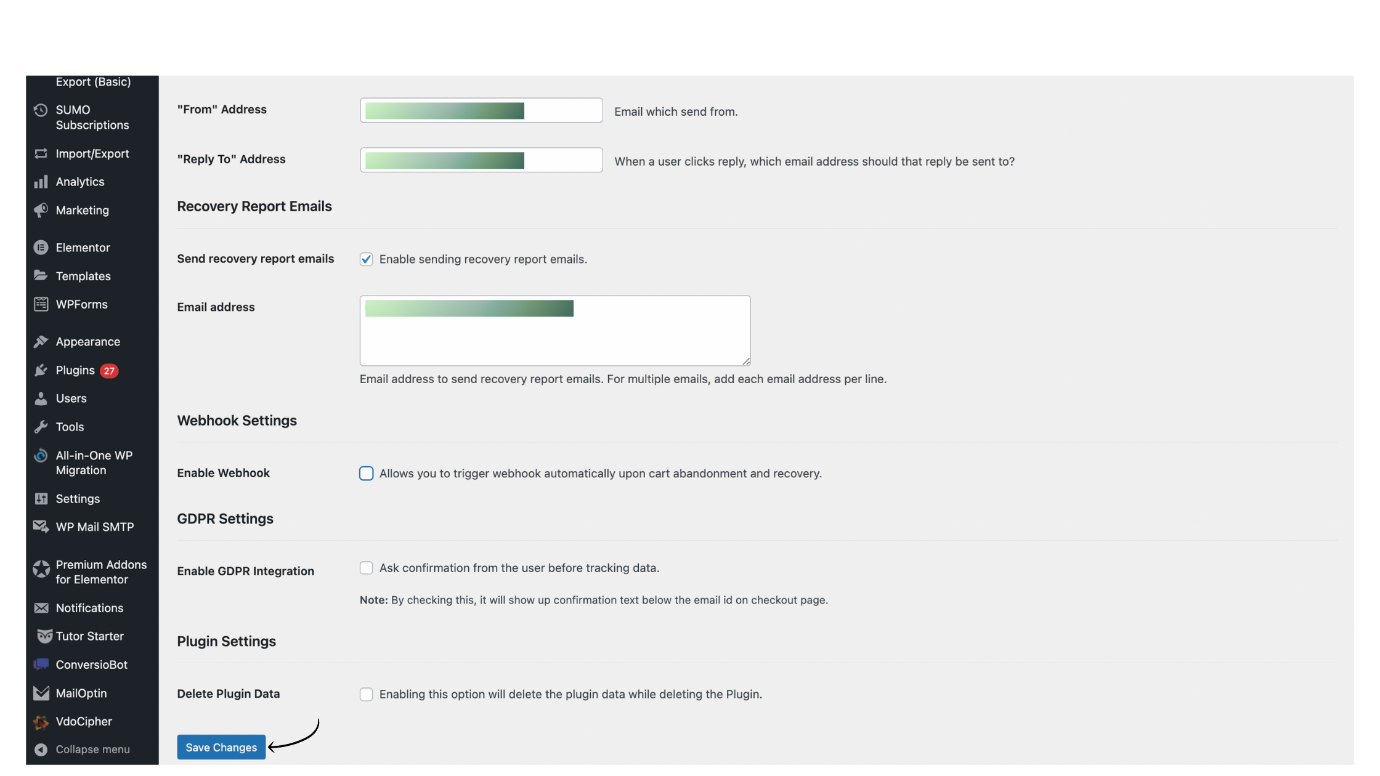 Export (Basic)
SUMO
Subscriptions
Import/Export
Analytics
Marketing
Elementor
Templates
WPForms
Appearance
Plugins 27
Users
Tools
All-in-One WP
Migration
Settings
WP Mail SMTP
Premium Addons
for Elementor
Notifications
Tutor Starter
ConversioBot
MailOptin
VdoCipher
Collapse menu
"From" Address
Email which send from.
"Reply To" Address
When a user clicks reply, which email address should that reply be sent to?
Recovery Report Emails
Send recovery report emails
Enable sending recovery report emails.
Email address
Email address to send recovery report emails. For multiple emails, add each email address per line.
Webhook Settings
Enable Webhook
Allows you to trigger webhook automatically upon cart abandonment and recovery.
GDPR Settings
Enable GDPR Integration
Ask confirmation from the user before tracking data.
Note: By checking this, it will show up confirmation text below the email id on checkout page.
Plugin Settings
Delete Plugin Data
Enabling this option will delete the plugin data while deleting the Plugin.
Save Changes